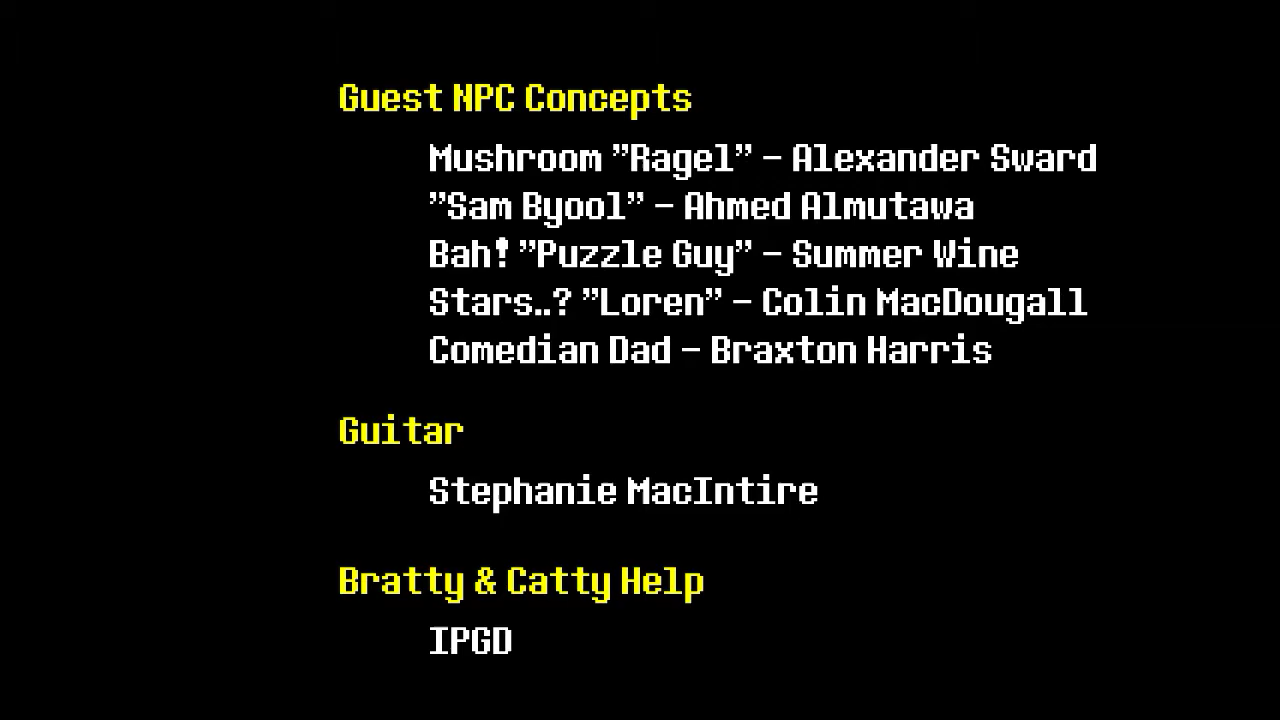 Guest NPC Concepts
Mushroom "Ragel" - Alexander Sward
"Sam Byool" - Ahmed Almutawa
Bah! "Puzzle Guy" - Summer Wine
Stars..? "Loren" - Colin MacDougall
Comedian Dad - Braxton Harris
Guitar
Stephanie MacIntire
Bratty & Catty Help
IPGD